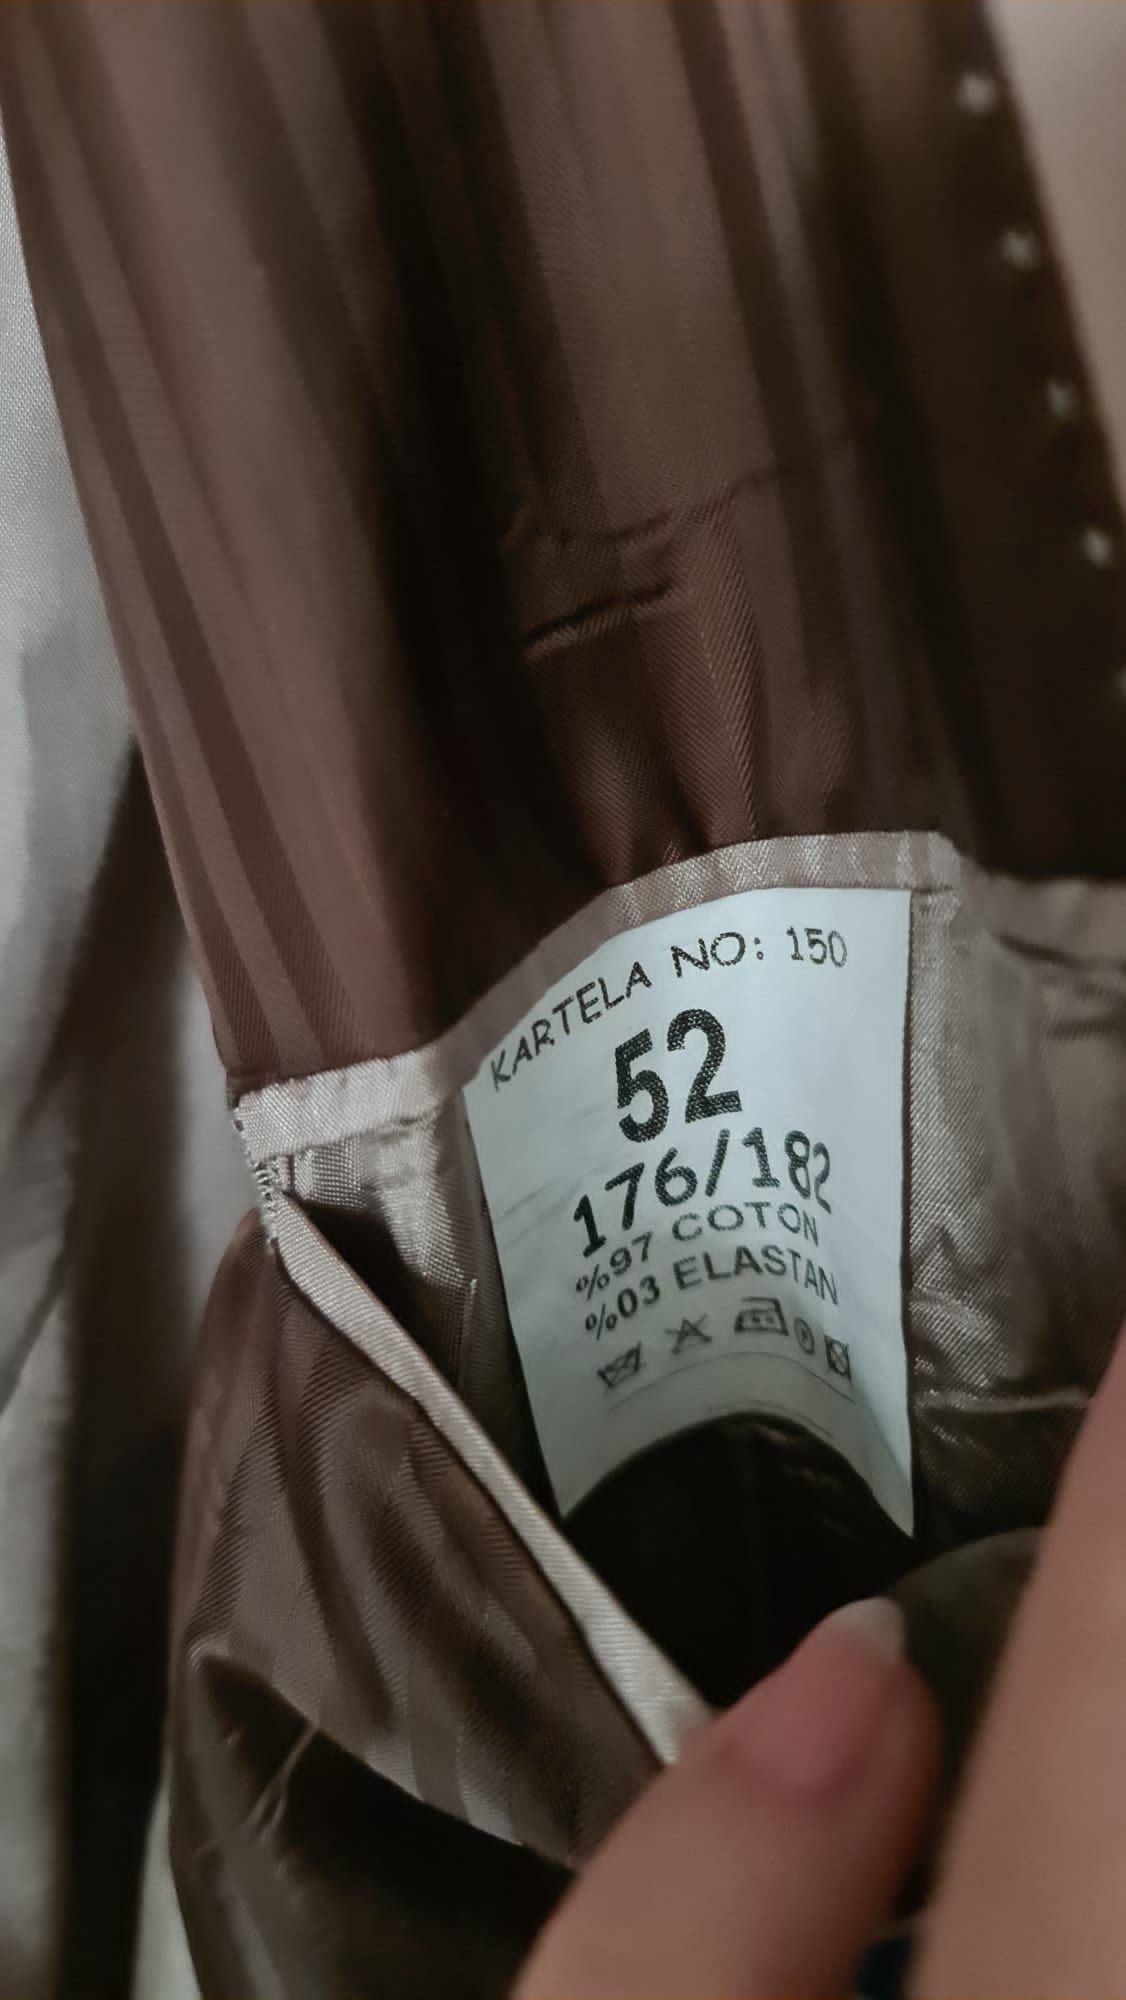 KARTELA NO: 150
52
176/182
%97 COTON
%03 ELASTAN